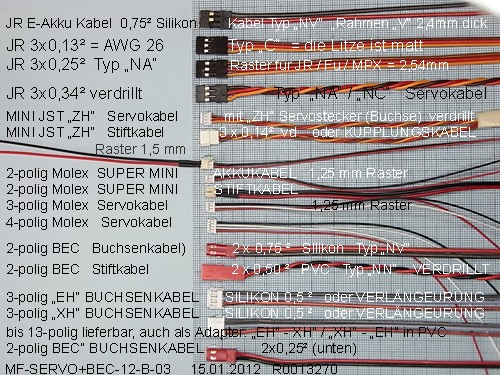 JR E-Akku Kabel 0,75² Silikon Kabel Typ „NV" Rahmen „V" 2,4mm dick
JR 3x0,13² = AWG 26 Typ „C" = die Litze ist matt
JR 3x0,25² Typ „NA" Raster für JR / Fu / MPX = 2,54mm
JR 3x0,34² verdrillt Typ „NA" / „NC" Servokabel
MINI JST „ZH" Servokabel mit „ZH" Servostecker (Buchse) verdrillt
MINI JST „ZH" Stiftkabel 3 x 0,14² vd oder KUPPLUNGSKABEL
Raster 1,5 mm
2-polig Molex SUPER MINI AKKUKABEL 1,25 mm Raster
2-polig Molex SUPER MINI STIFTKABEL
3-polig Molex Servokabel 1,25 mm Raster
4-polig Molex Servokabel
2-polig BEC Buchsenkabel) 2 x 0,75² Silikon Typ „NV"
2-polig BEC Stiftkabel 2 x 0,50² PVC Typ „NN" VERDRILLT
3-polig „EH" BUCHSENKABEL SILIKON 0,5² oder VERLÄNGEURUNG
3-polig „XH" BUCHSENKABEL SILIKON 0,5² oder VERLÄNGEURUNG
bis 13-polig lieferbar, auch als Adapter: „EH" - XH" / „XH" - „EH" in PVC
2-polig BEC" BUCHSENKABEL 2x0,25² (unten)
MF-SERVO+BEC-12-B-03 15.01.2012 R0013270